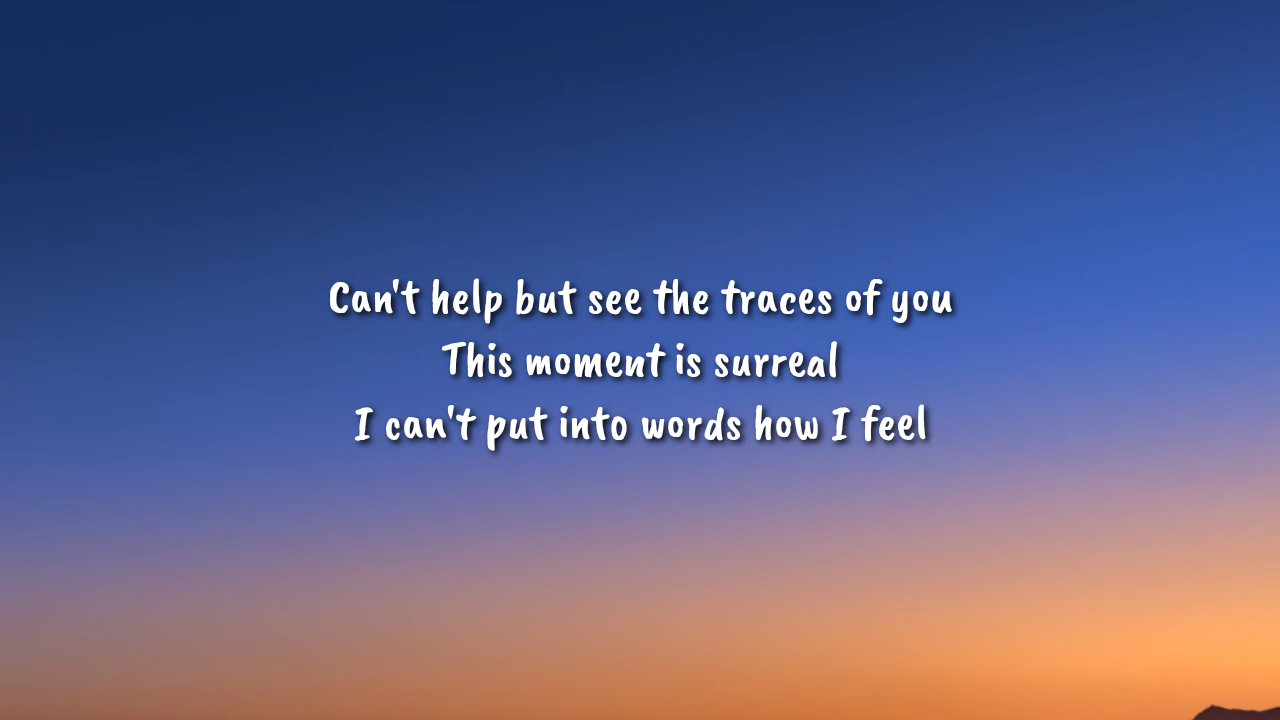 Can't help but see the traces of you
This moment is surreal
I can't put into words how I feel